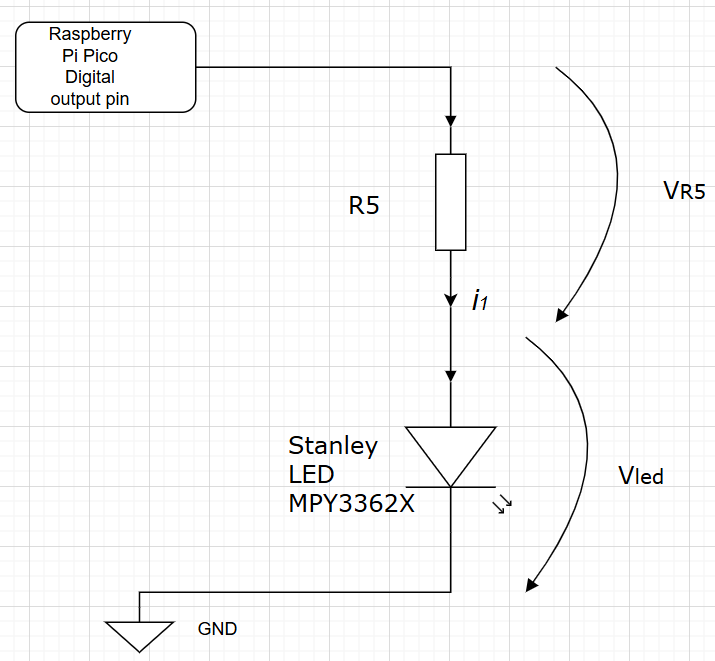 Raspberry
Pi Pico
Digital
output pin
R5
VR5
i1
Stanley
LED
MPY3362X
Vled
GND